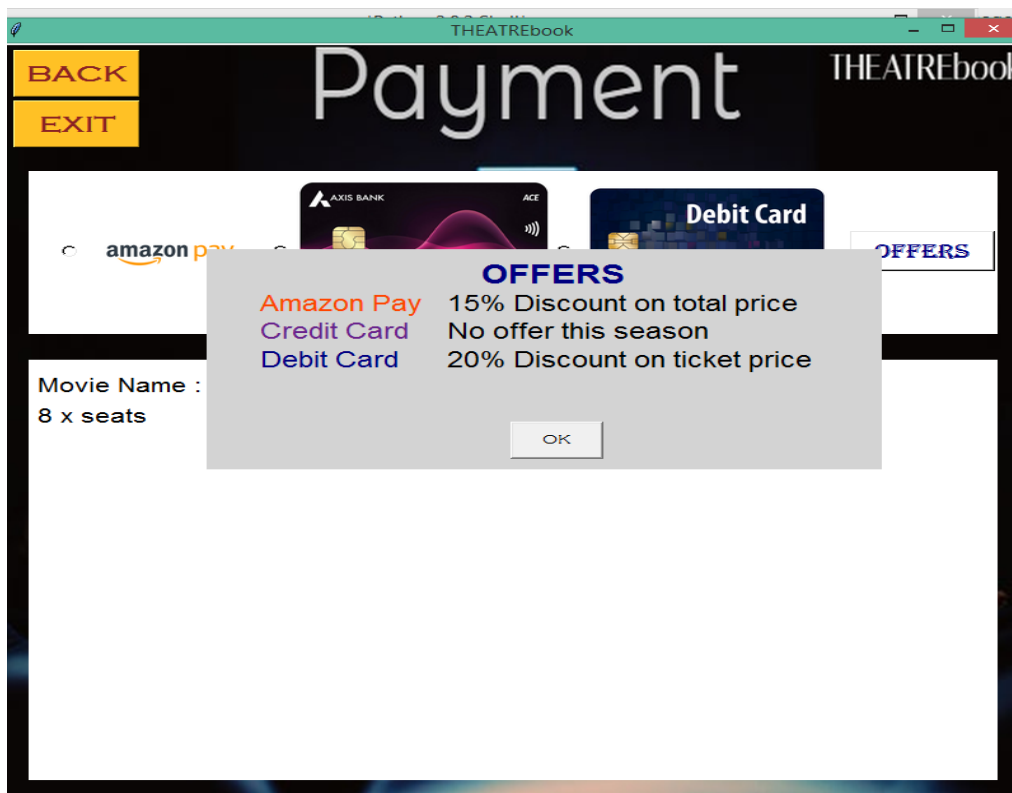 THEATREbook
BACK
EXIT
Payment
THEATREbook
AXIS BANK
ACE
Debit Card
amazon pay
OFFERS
OFFERS
Amazon Pay 15% Discount on total price
Credit Card No offer this season
Debit Card 20% Discount on ticket price
OK
Movie Name :
8 x seats